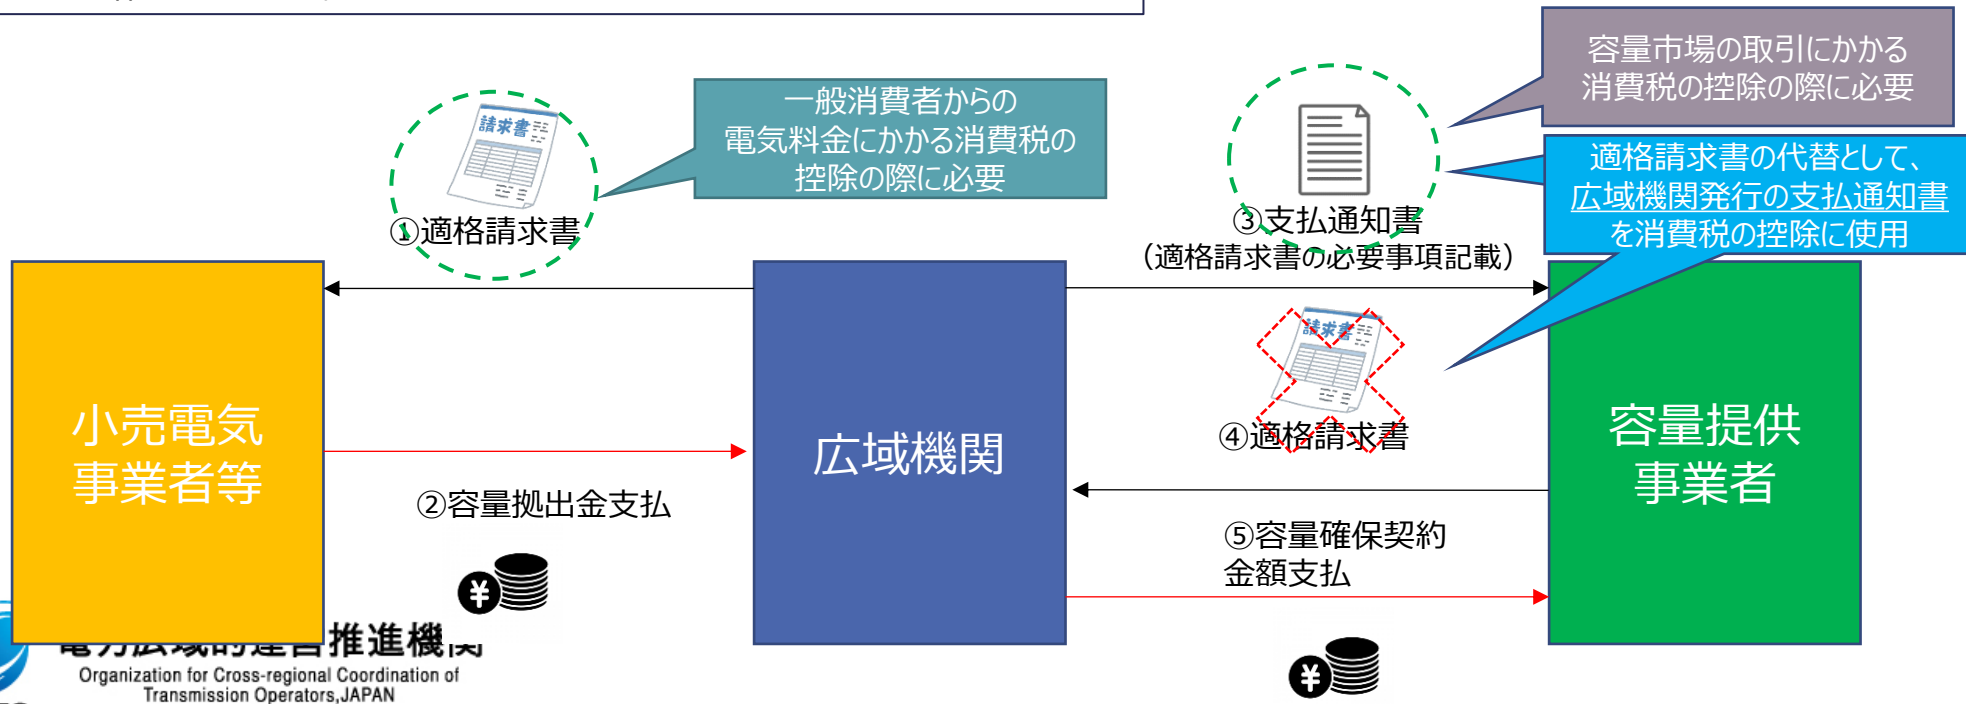 容量市場の取引にかかる
消費税の控除の際に必要
一般消費者からの
電気料金にかかる消費税の
控除の際に必要
適格請求書の代替として、
広域機関発行の支払通知書
を消費税の控除に使用
請求書
①適格請求書
③支払通知書
（適格請求書の必要事項記載）
小売電気
事業者等
広域機関
容量提供
事業者
請求書
④適格請求書
②容量拠出金支払
⑤容量確保契約
金額支払
¥
¥
推進機関
Organization for Cross-regional Coordination of
Transmission Operators,JAPAN